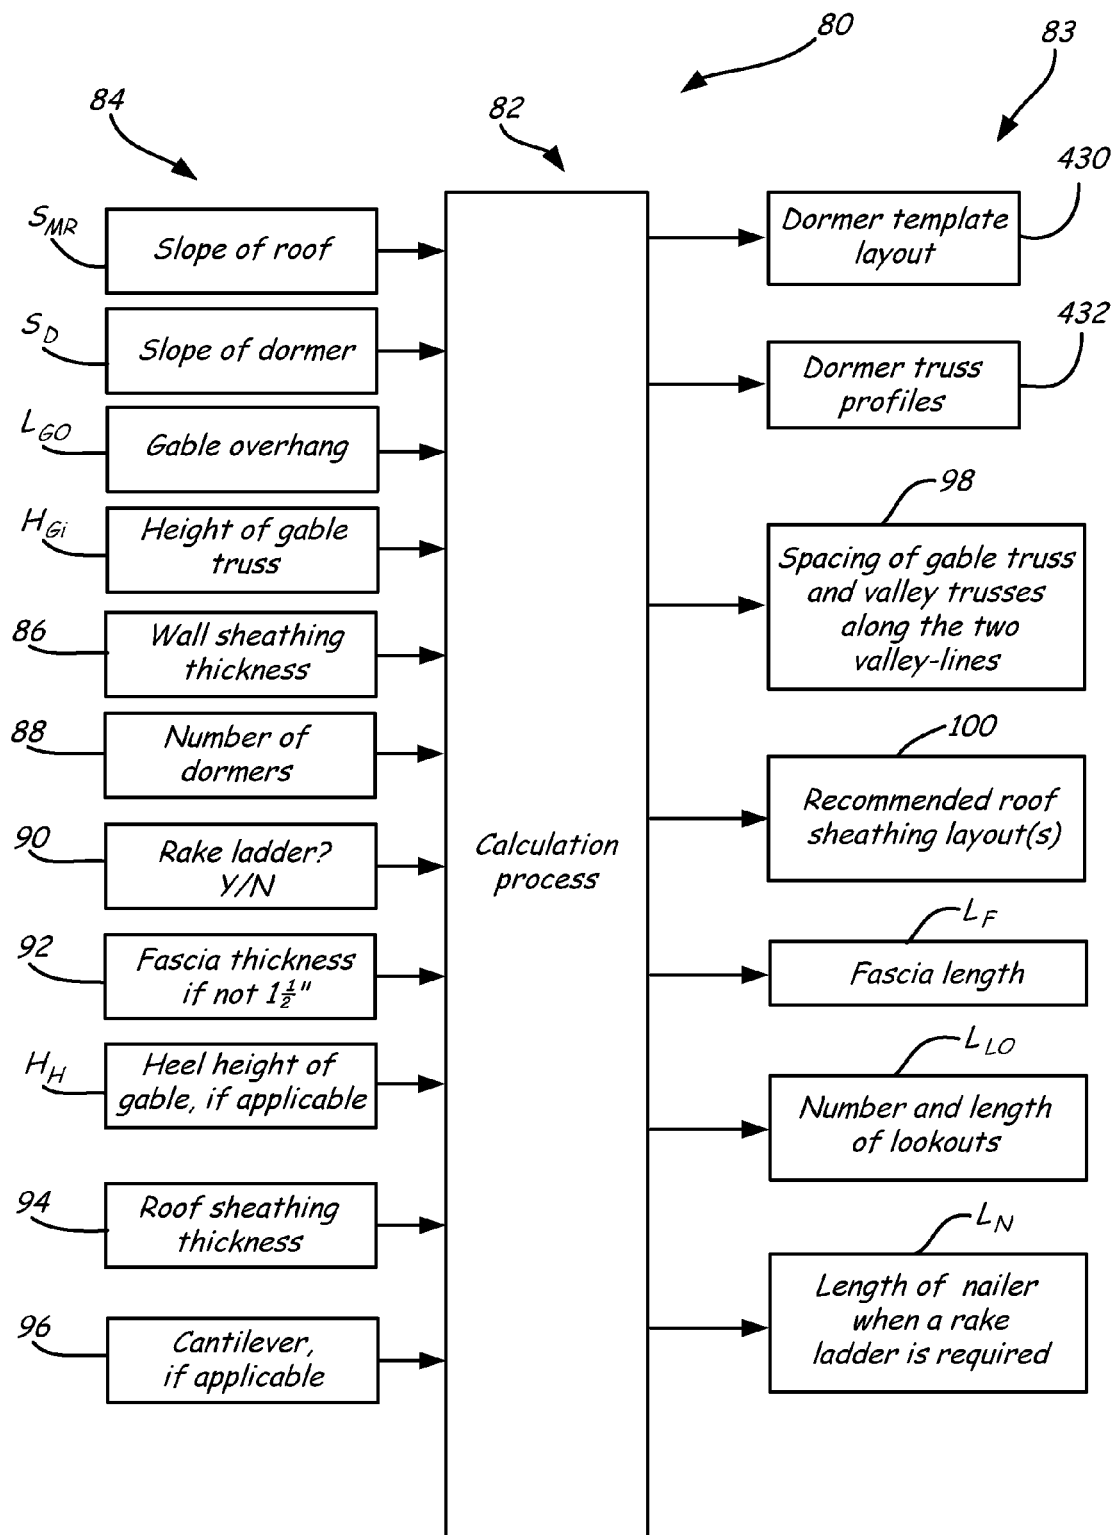 80
83
84
82
430
S_MR
Slope of roof
Dormer template
layout
S_D
Slope of dormer
432
Dormer truss
profiles
L_GO
Gable overhang
98
H_Gi
Height of gable
truss
Spacing of gable truss
and valley trusses
along the two
valley-lines
86
Wall sheathing
thickness
88
Number of
dormers
100
Recommended roof
sheathing layout(s)
90
Rake ladder?
Y/N
Calculation
process
92
Fascia thickness
if not 1½"
L_F
Fascia length
H_H
Heel height of
gable, if applicable
L_LO
Number and length
of lookouts
94
Roof sheathing
thickness
L_N
Length of nailer
when a rake
ladder is required
96
Cantilever,
if applicable